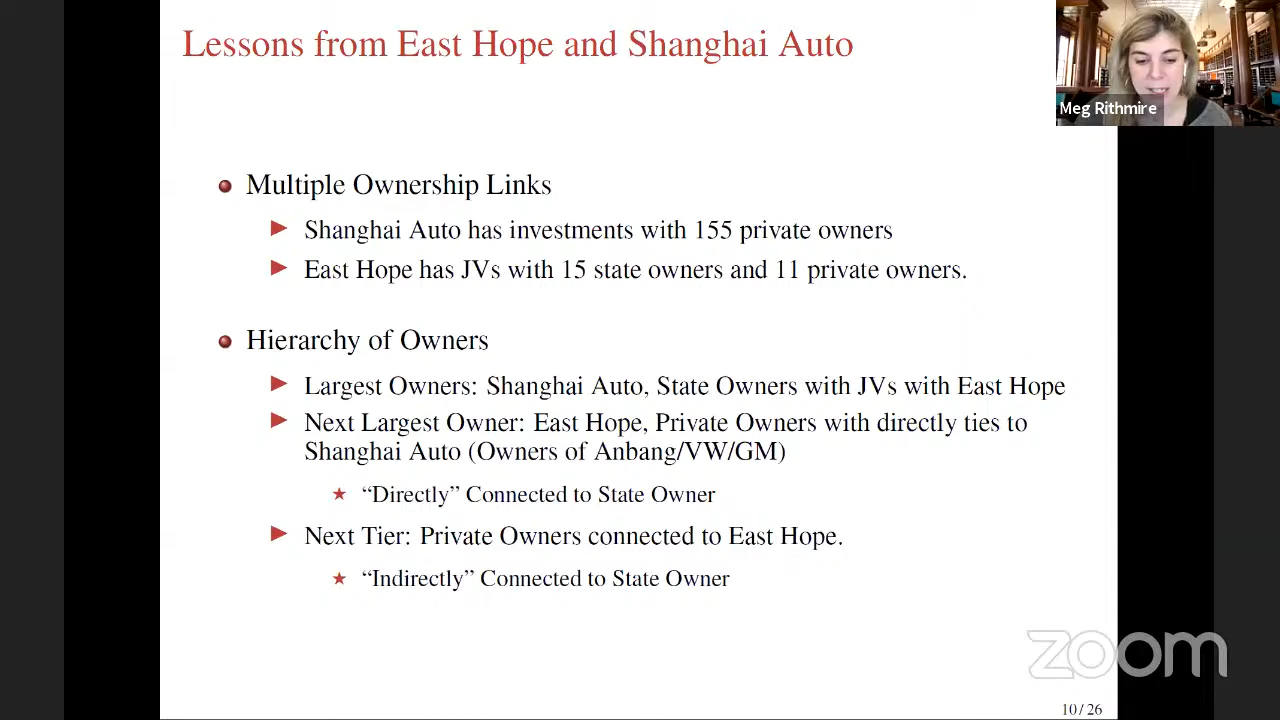 Lessons from East Hope and Shanghai Auto
Meg Rithmire
Multiple Ownership Links
Shanghai Auto has investments with 155 private owners
East Hope has JVs with 15 state owners and 11 private owners.
Hierarchy of Owners
Largest Owners: Shanghai Auto, State Owners with JVs with East Hope
Next Largest Owner: East Hope, Private Owners with directly ties to
Shanghai Auto (Owners of Anbang/VW/GM)
“Directly” Connected to State Owner
Next Tier: Private Owners connected to East Hope.
“Indirectly” Connected to State Owner
zoom
10 / 26